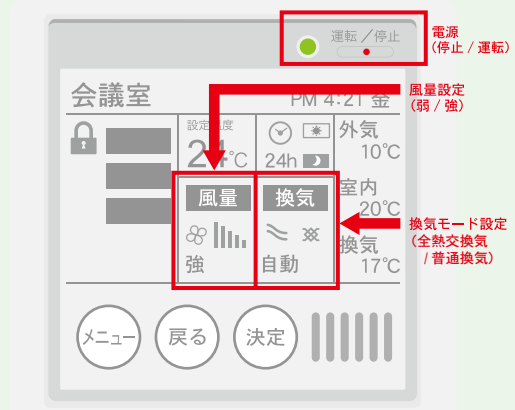 運転／停止
電源
(停止 / 運転)
会議室
PM 4:21 金
風量設定
(弱 / 強)
設定温度
24℃
24h
外気
10℃
風量
換気
室内
20℃
強
自動
換気
17℃
換気モード設定
(全熱交換気
/ 普通換気)
メニュー
戻る
決定